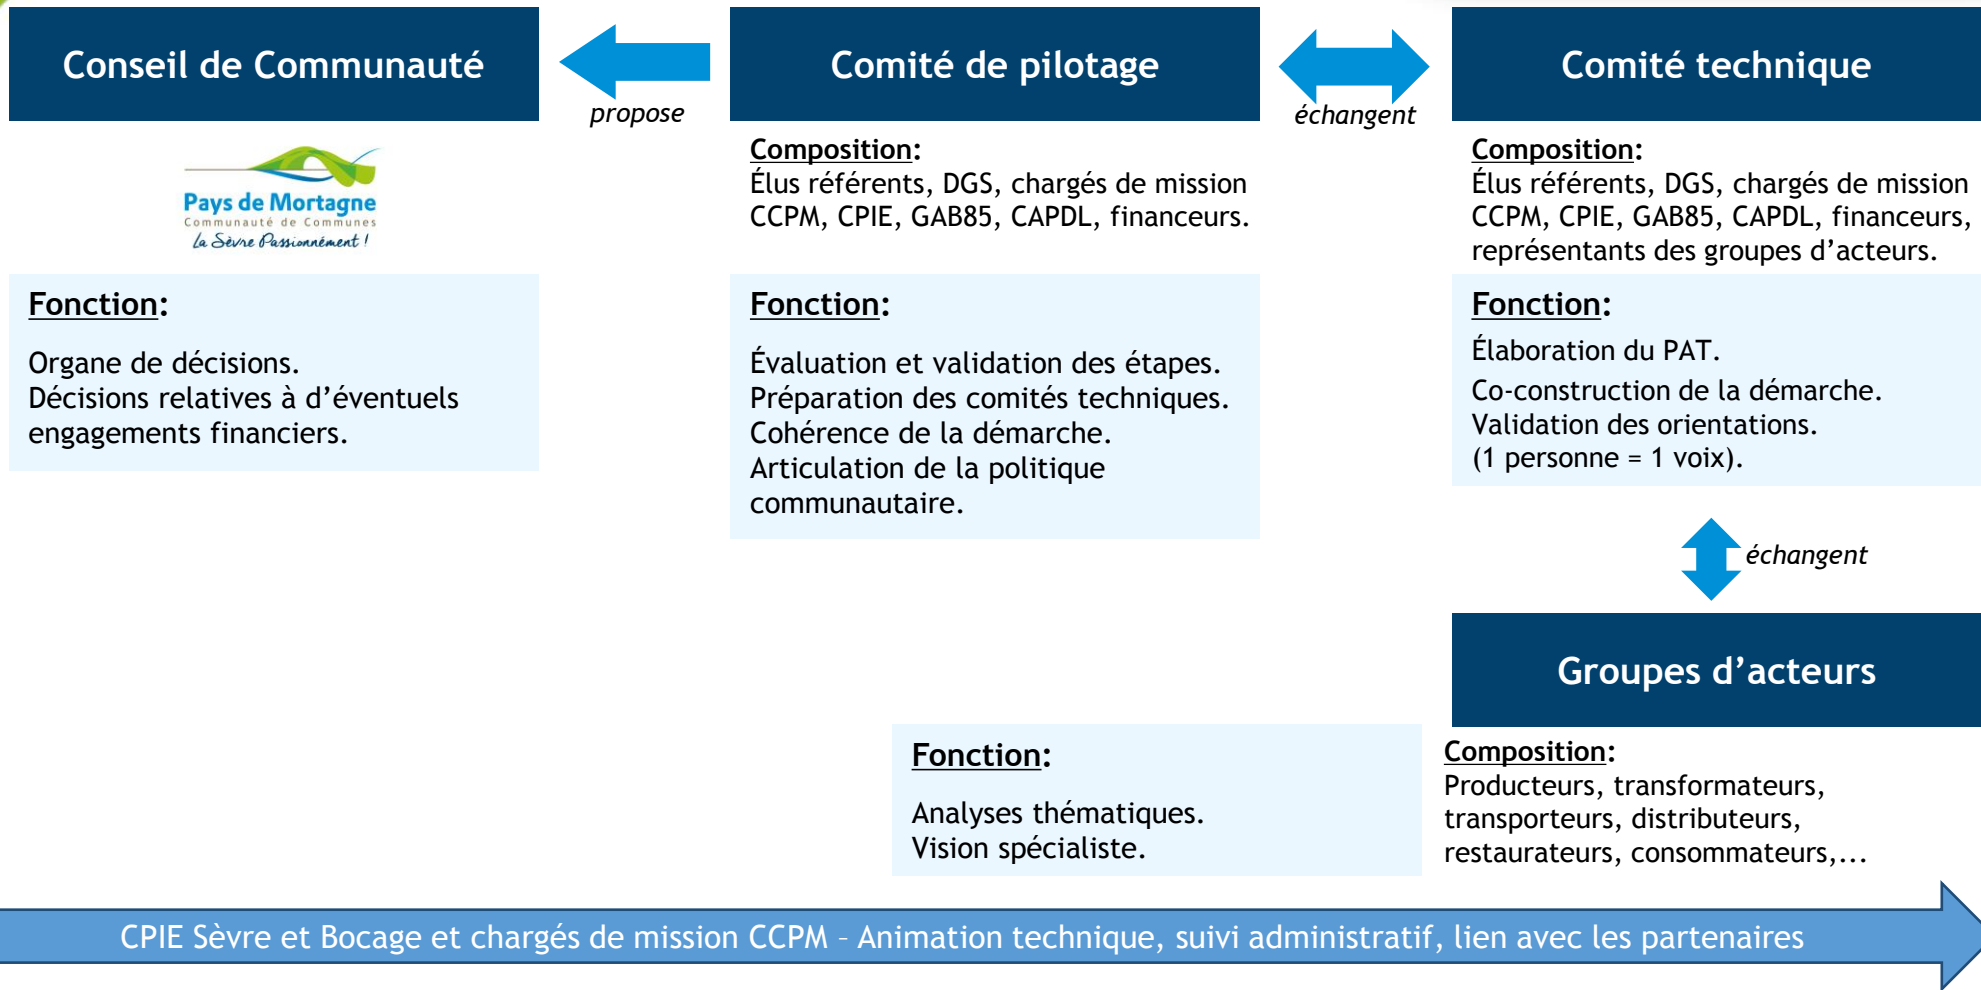 Conseil de Communauté
propose
Comité de pilotage
échangent
Comité technique
Pays de Mortagne
Communauté de Communes
La Sèvre Passionnément !
Fonction:
Organe de décisions.
Décisions relatives à d’éventuels
engagements financiers.
Composition:
Élus référents, DGS, chargés de mission
CCPM, CPIE, GAB85, CAPDL, financeurs.
Fonction:
Évaluation et validation des étapes.
Préparation des comités techniques.
Cohérence de la démarche.
Articulation de la politique
communautaire.
Composition:
Élus référents, DGS, chargés de mission
CCPM, CPIE, GAB85, CAPDL, financeurs,
représentants des groupes d’acteurs.
Fonction:
Élaboration du PAT.
Co-construction de la démarche.
Validation des orientations.
(1 personne = 1 voix).
échangent
Groupes d’acteurs
Fonction:
Analyses thématiques.
Vision spécialiste.
Composition:
Producteurs, transformateurs,
transporteurs, distributeurs,
restaurateurs, consommateurs,...
CPIE Sèvre et Bocage et chargés de mission CCPM – Animation technique, suivi administratif, lien avec les partenaires